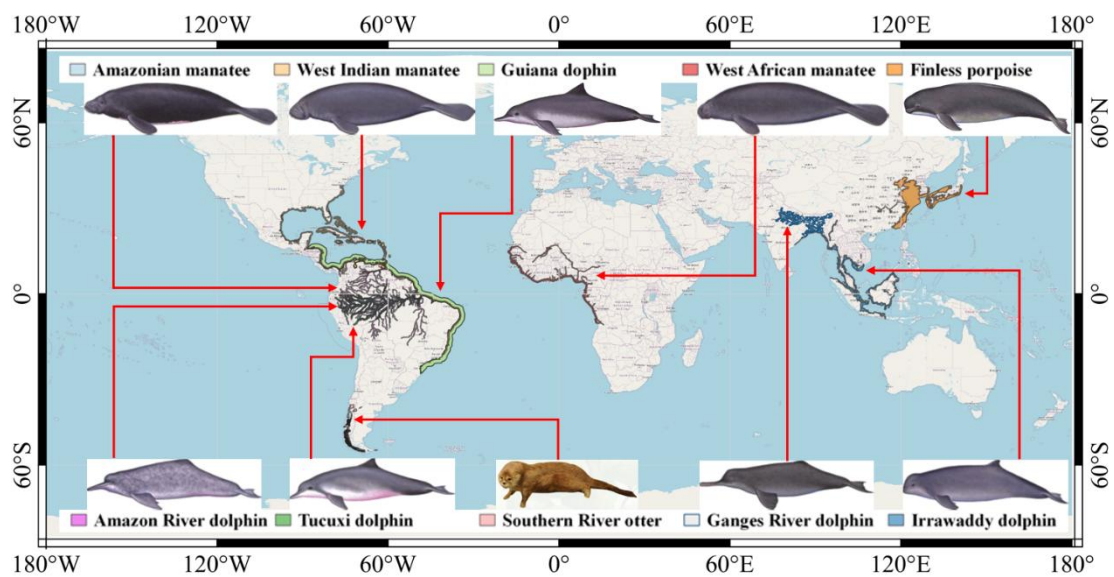 180°W 120°W 60°W 0° 60°E 120°E 180°
Amazonian manatee West Indian manatee Guiana dophin West African manatee Finless porpoise
60°N 60°N
0° 0°
60°S 60°S
Amazon River dolphin Tucuxi dolphin Southern River otter Ganges River dolphin Irrawaddy dolphin
180°W 120°W 60°W 0° 60°E 120°E 180°